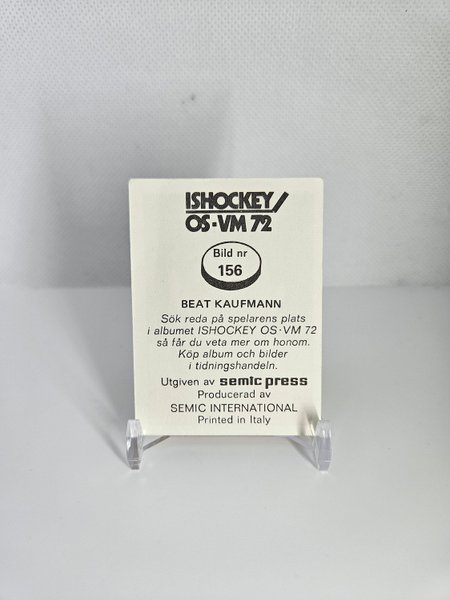 ISHOCKEY/
OS·VM 72
Bild nr
156
BEAT KAUFMANN
Sök reda på spelarens plats
i albumet ISHOCKEY OS·VM 72
så får du veta mer om honom.
Köp album och bilder
i tidningshandeln.
Utgiven av semic press
Producerad av
SEMIC INTERNATIONAL
Printed in Italy